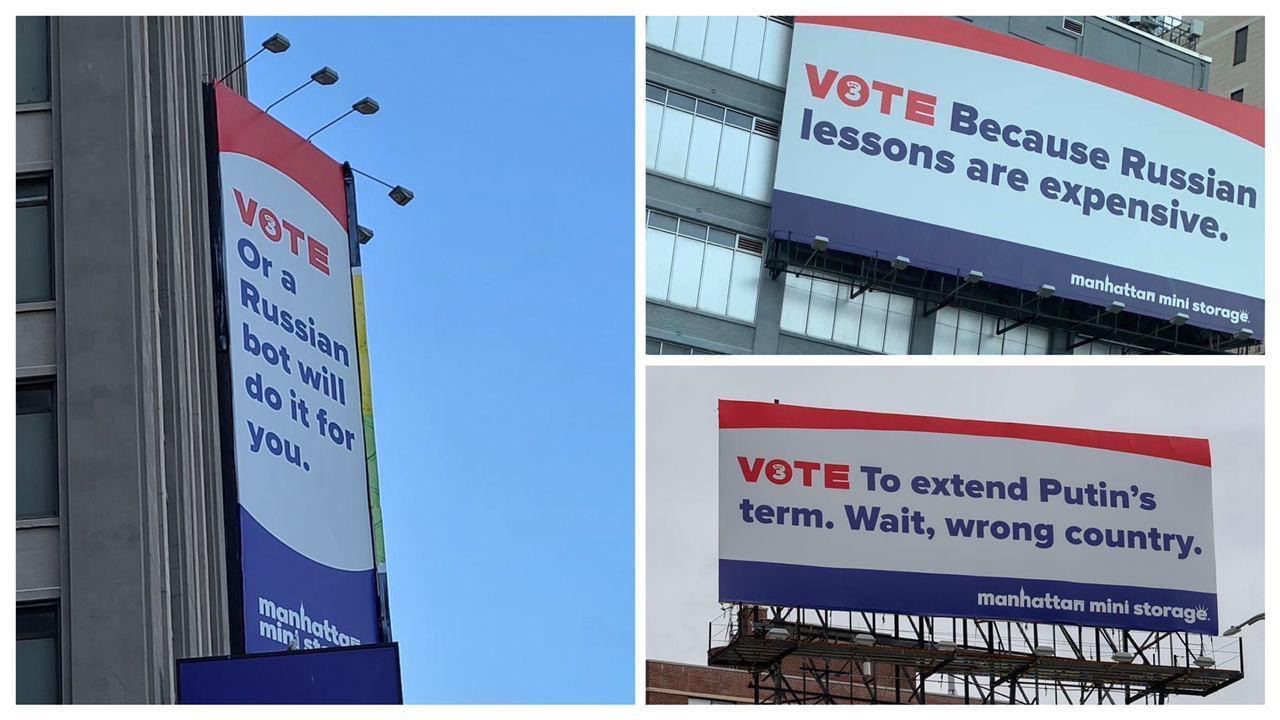 VOTE
Or a
Russian
bot will
do it for
you.
manhattan
mini
VOTE Because Russian
lessons are expensive.
manhattan mini storage
VOTE To extend Putin's
term. Wait, wrong country.
manhattan mini storage